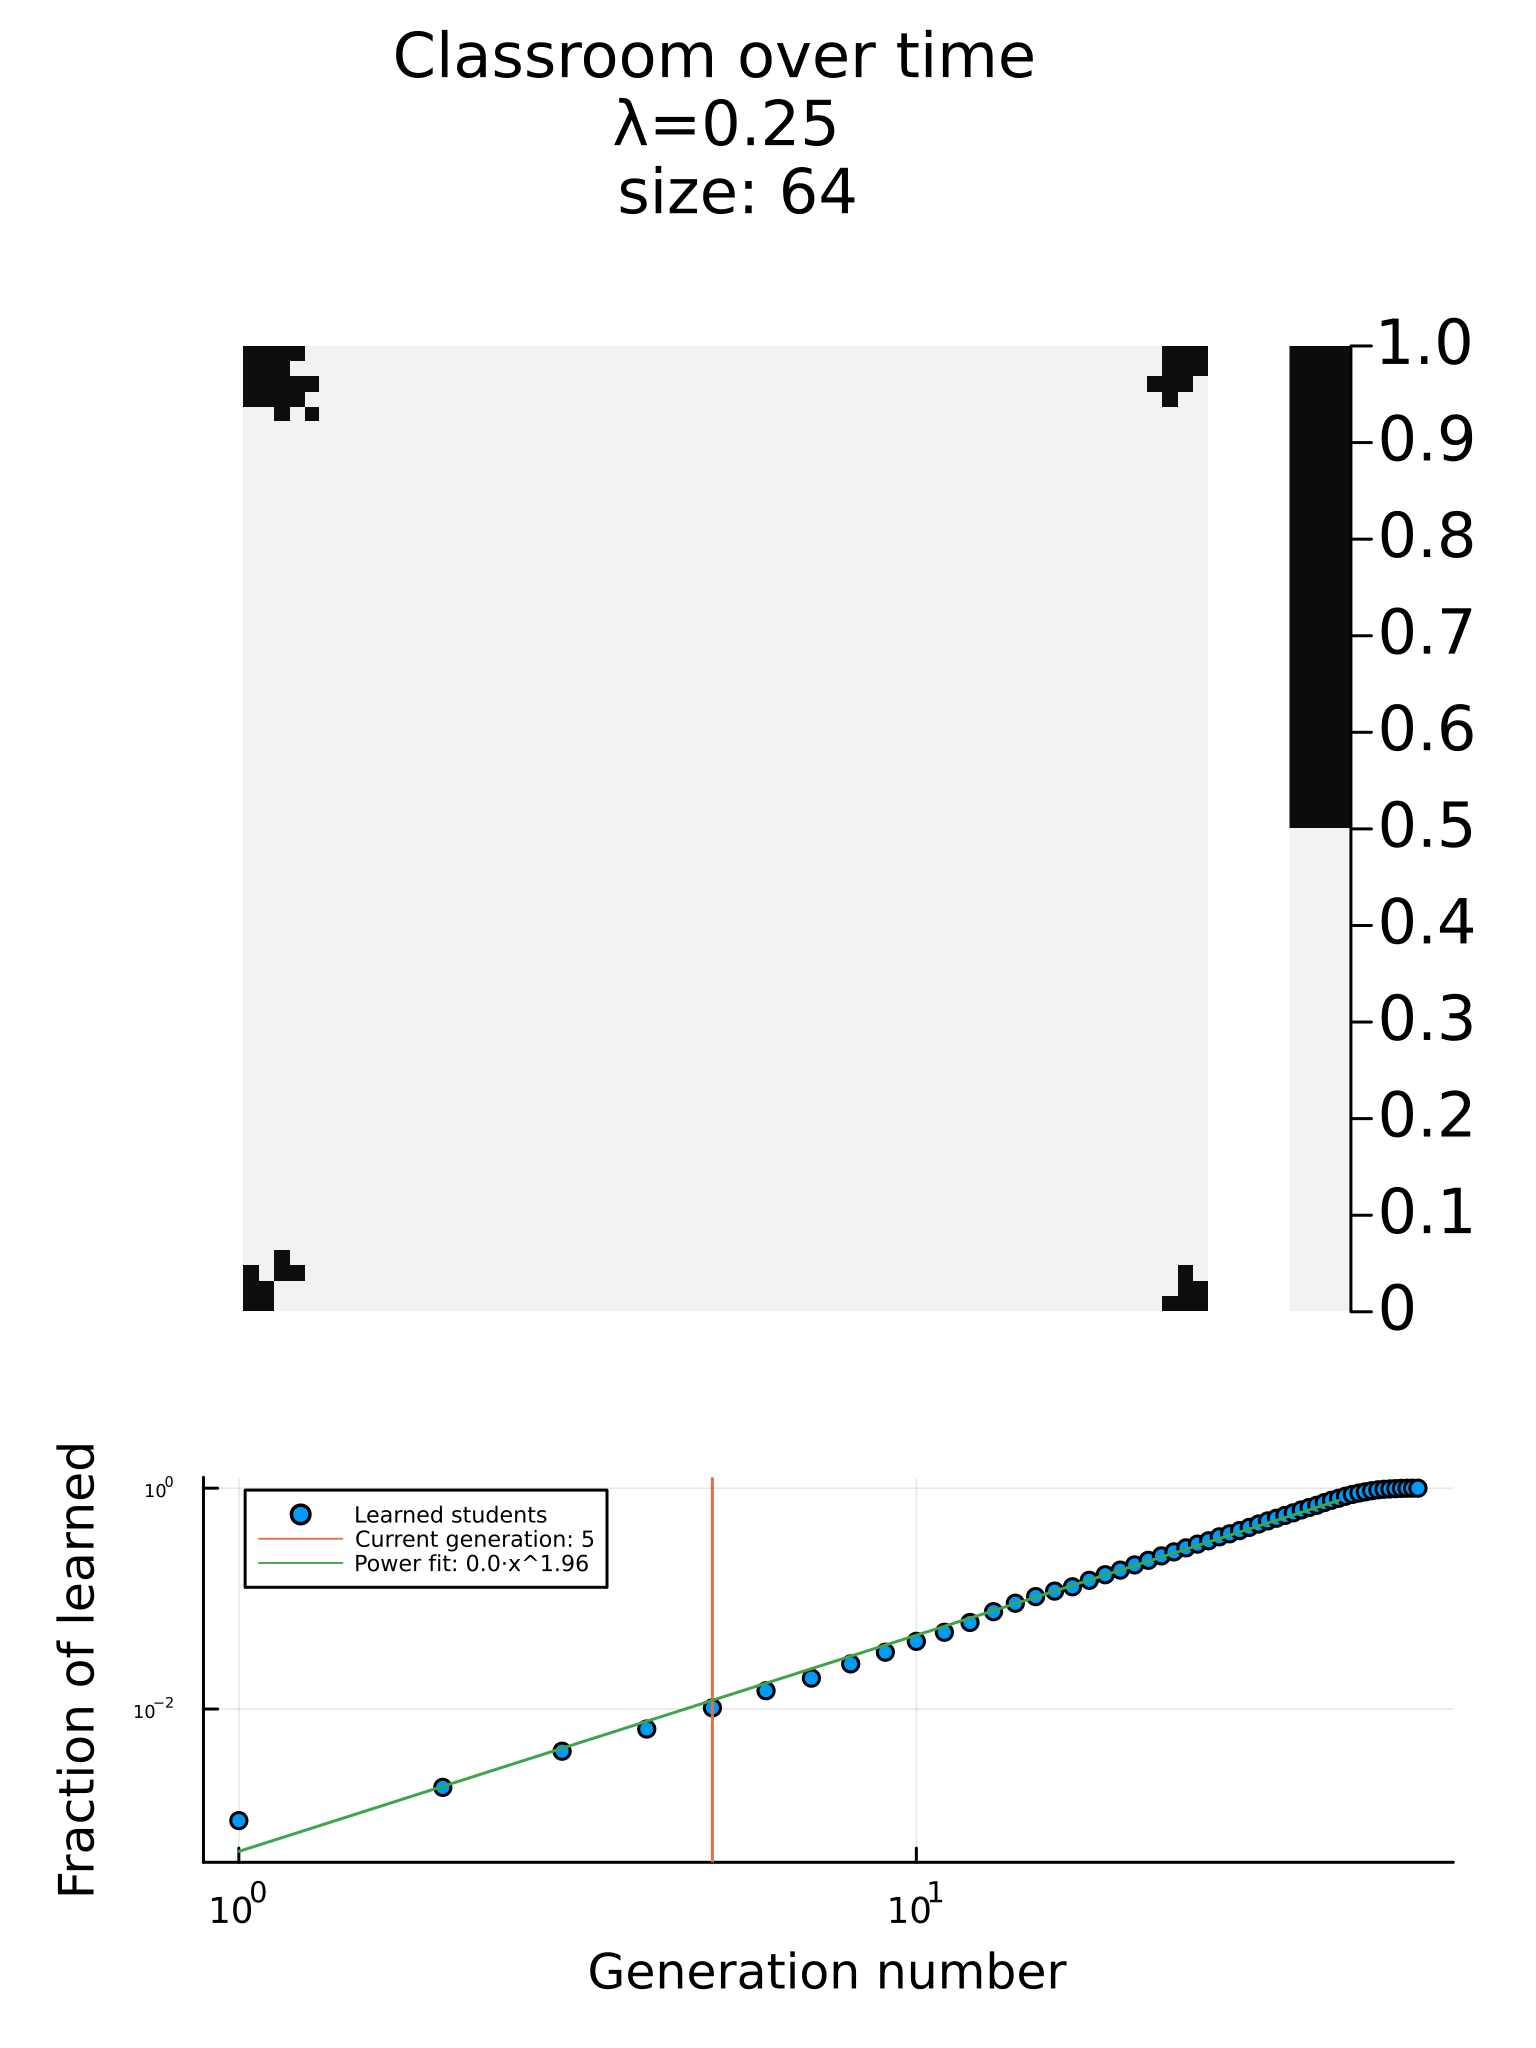 Classroom over time
λ=0.25
size: 64
1.0
0.9
0.8
0.7
0.6
0.5
0.4
0.3
0.2
0.1
0
Fraction of learned
10^0
10^−2
Learned students
Current generation: 5
Power fit: 0.0·x^1.96
10^0
10^1
Generation number